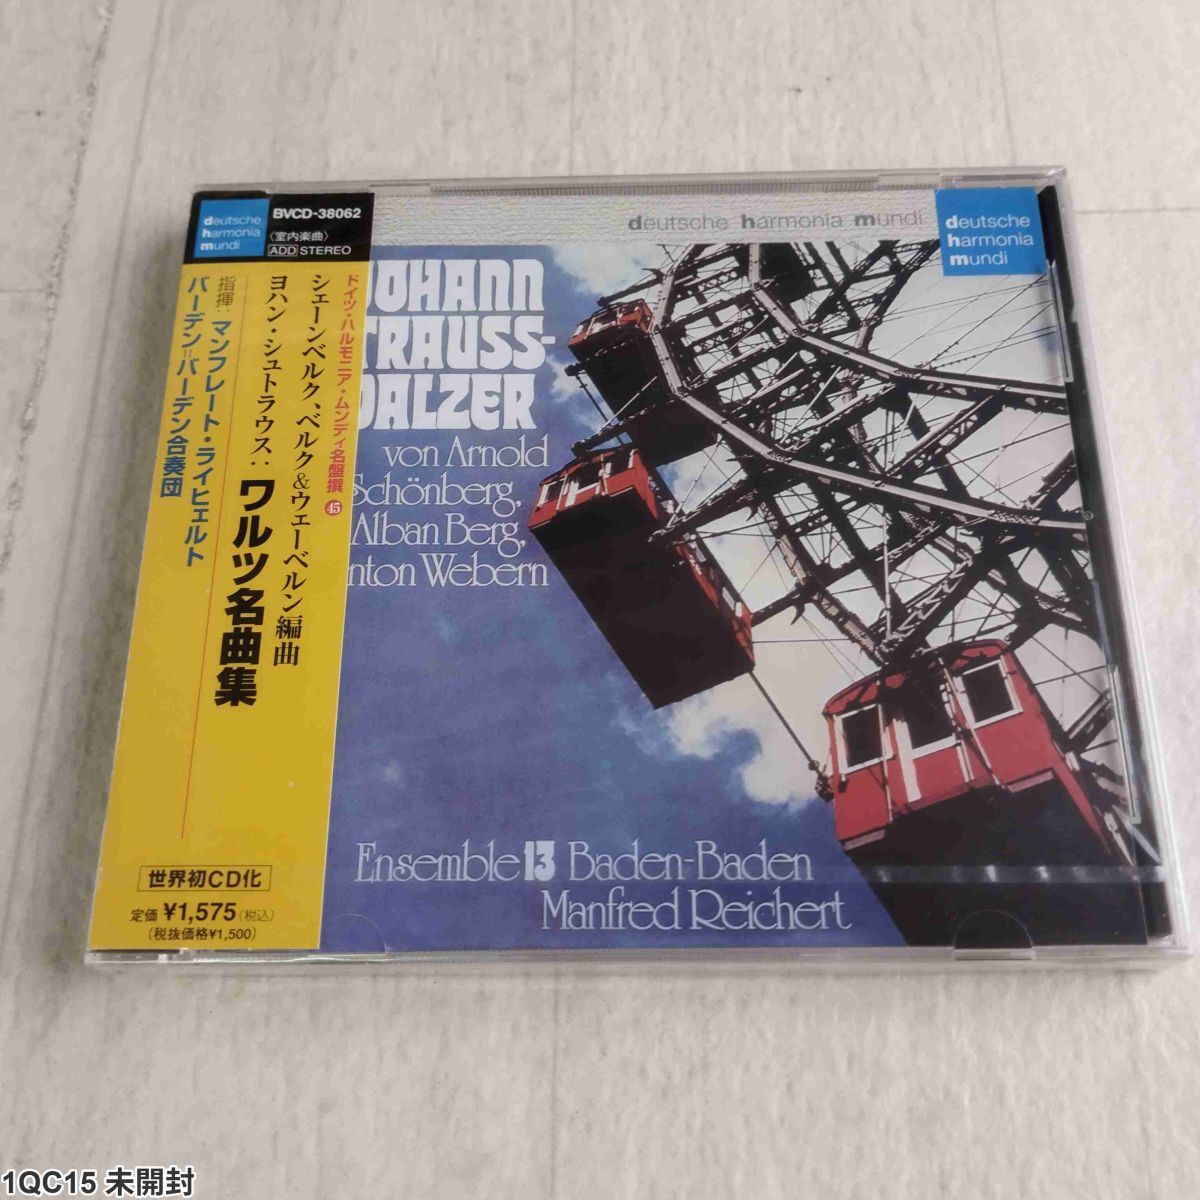 deutsche
harmonia
mundi
BVCD-38062
〈室内楽曲〉
ADD STEREO
ドイツ・ハルモニア・ムンディ名盤撰 45
シェーンベルク、ベルク&ウェーベルン編曲
ヨハン・シュトラウス:ワルツ名曲集
指揮:マンフレート・ライヒェルト
バーデン=バーデン合奏団
世界初CD化
定価 ¥1,575(税込)
(税抜価格¥1,500)
deutsche harmonia mundi
deutsche
harmonia
mundi
JOHANN
TRAUSS-
WALZER
von Arnold
Schönberg,
Alban Berg,
nton Webern
Ensemble 13 Baden-Baden
Manfred Reichert
1QC15 未開封